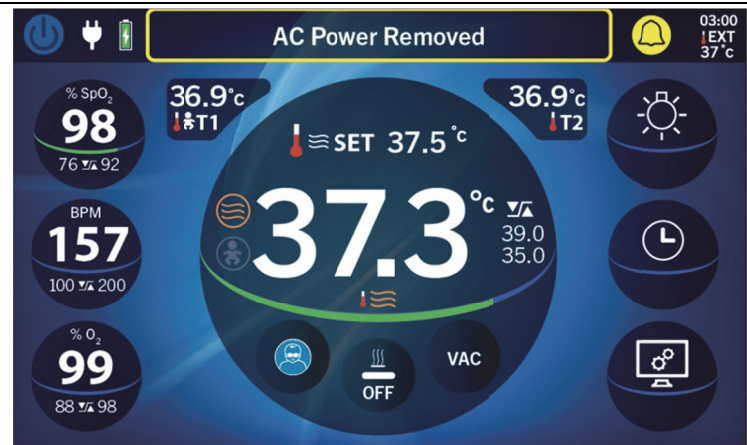 AC Power Removed
03:00
EXT
37°c
% SpO₂
98
76 92
36.9°c
T1
36.9°c
T2
SET 37.5°c
37.3°c
39.0
35.0
BPM
157
100 200
% O₂
99
88 98
OFF
VAC